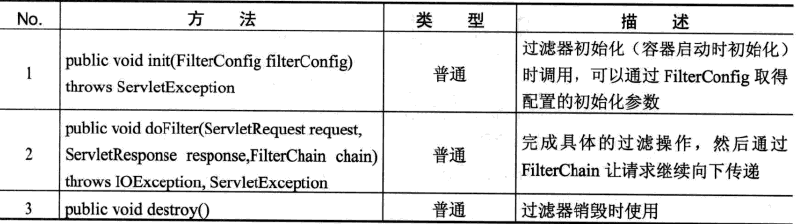 No. 方 法 类 型 描 述
1 public void init(FilterConfig filterConfig) throws ServletException 普通 过滤器初始化（容器启动时初始化）时调用，可以通过 FilterConfig 取得配置的初始化参数
2 public void doFilter(ServletRequest request, ServletResponse response,FilterChain chain) throws IOException, ServletException 普通 完成具体的过滤操作，然后通过 FilterChain 让请求继续向下传递
3 public void destroy() 普通 过滤器销毁时使用